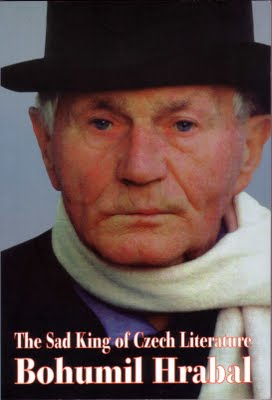 The Sad King of Czech Literature
Bohumil Hrabal